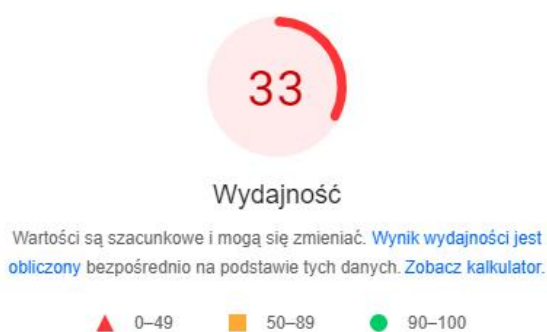 33
Wydajność
Wartości są szacunkowe i mogą się zmieniać. Wynik wydajności jest
obliczony bezpośrednio na podstawie tych danych. Zobacz kalkulator.
0–49 50–89 90–100